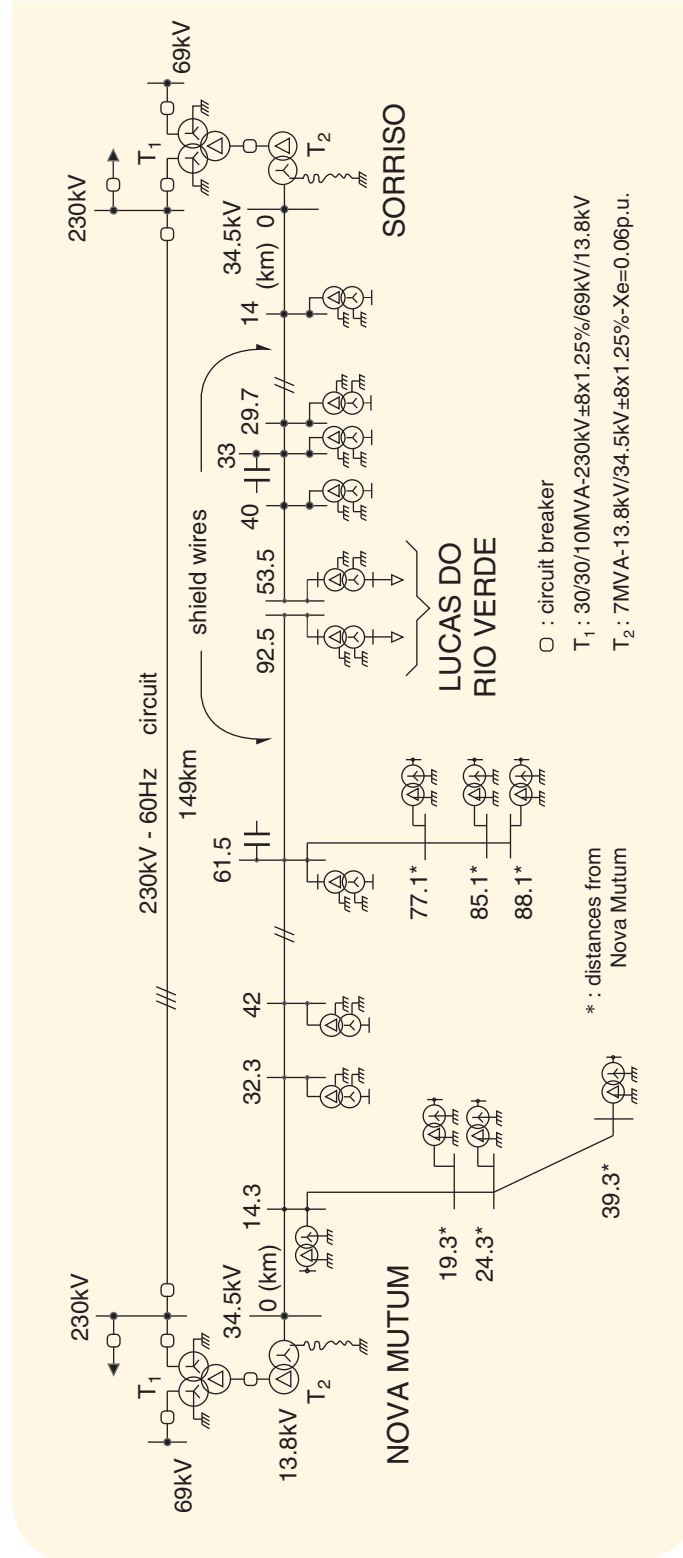 230kV
69kV
T1
13.8kV
T2
34.5kV
0 (km)
NOVA MUTUM
14.3
19.3*
24.3*
39.3*
32.3
42
61.5
77.1*
85.1*
88.1*
* : distances from
Nova Mutum
230kV - 60Hz circuit
149km
shield wires
92.5
53.5
LUCAS DO
RIO VERDE
40
33
29.7
14
34.5kV
(km) 0
230kV
T1
69kV
T2
SORRISO
O : circuit breaker
T1 : 30/30/10MVA-230kV±8x1.25%/69kV/13.8kV
T2 : 7MVA-13.8kV/34.5kV±8x1.25%-Xe=0.06p.u.